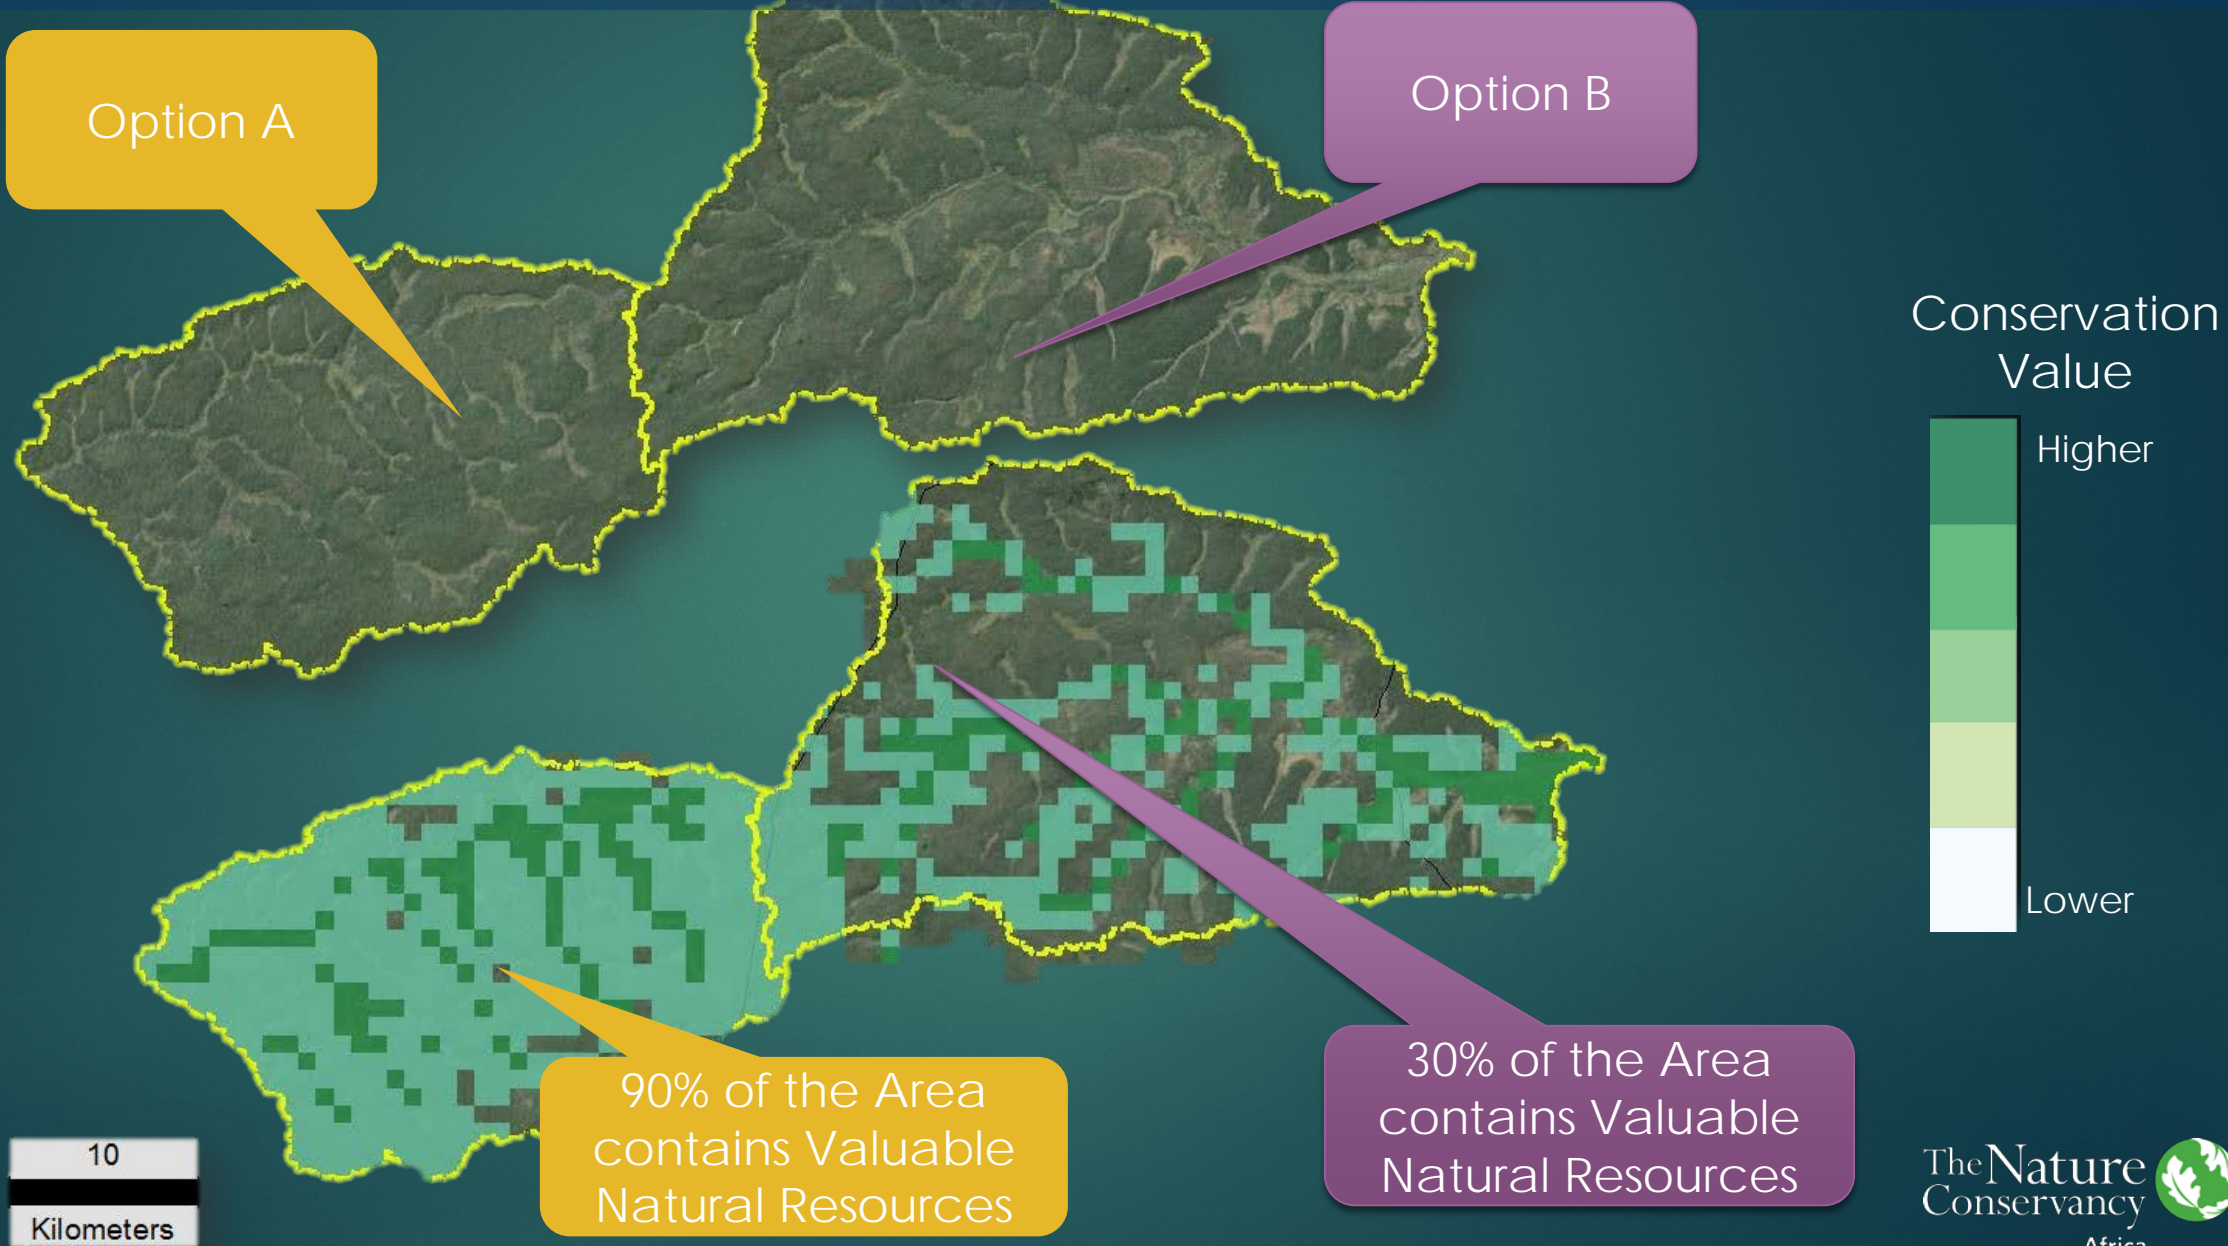 Option A
Option B
Conservation
Value
Higher
Lower
90% of the Area
contains Valuable
Natural Resources
30% of the Area
contains Valuable
Natural Resources
10
Kilometers
The Nature
Conservancy
Africa